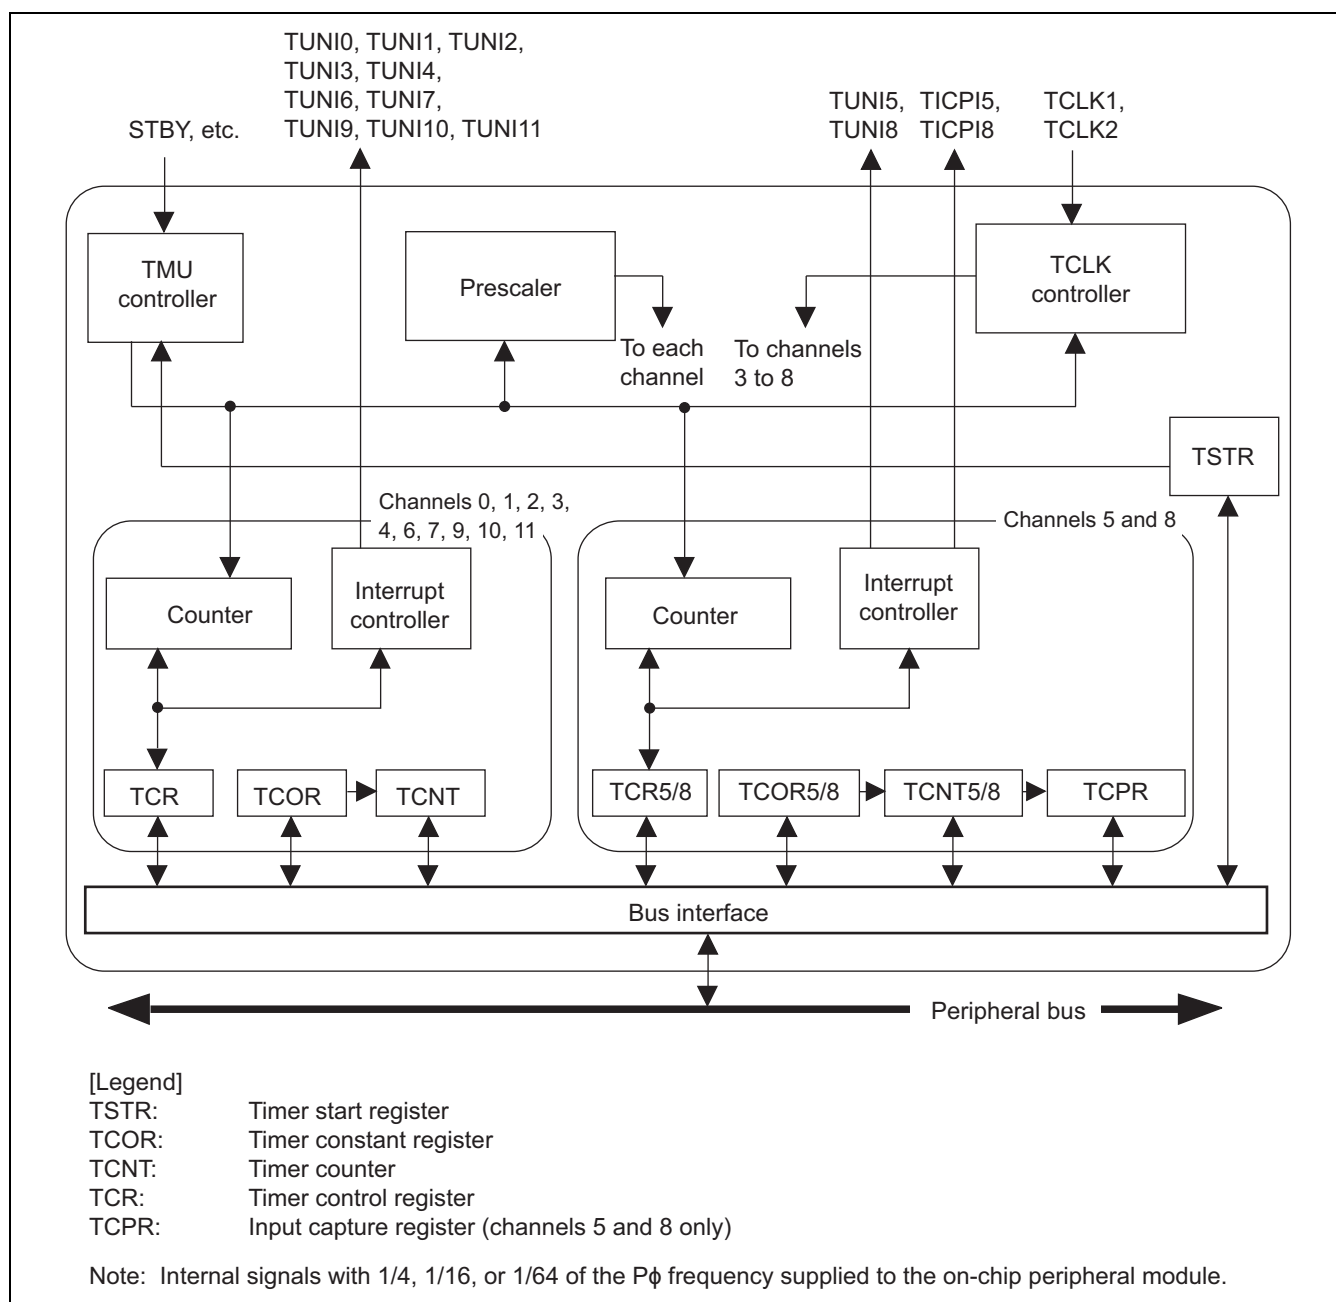 TUNI0, TUNI1, TUNI2,
TUNI3, TUNI4,
TUNI6, TUNI7,
TUNI9, TUNI10, TUNI11
STBY, etc.
TUNI5,
TUNI8
TICPI5,
TICPI8
TCLK1,
TCLK2
TMU
controller
Prescaler
TCLK
controller
To each
channel
To channels
3 to 8
TSTR
Channels 0, 1, 2, 3,
4, 6, 7, 9, 10, 11
Channels 5 and 8
Counter
Interrupt
controller
Counter
Interrupt
controller
TCR
TCOR
TCNT
TCR5/8
TCOR5/8
TCNT5/8
TCPR
Bus interface
Peripheral bus
[Legend]
TSTR: Timer start register
TCOR: Timer constant register
TCNT: Timer counter
TCR: Timer control register
TCPR: Input capture register (channels 5 and 8 only)
Note: Internal signals with 1/4, 1/16, or 1/64 of the Pϕ frequency supplied to the on-chip peripheral module.